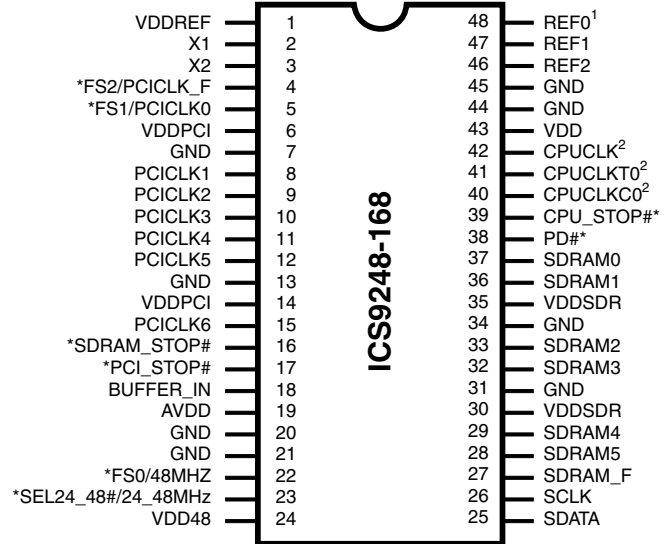 VDDREF 1 48 REF0¹
X1 2 47 REF1
X2 3 46 REF2
*FS2/PCICLK_F 4 45 GND
*FS1/PCICLK0 5 44 GND
VDDPCI 6 43 VDD
GND 7 42 CPUCLK²
PCICLK1 8 41 CPUCLKT0²
PCICLK2 9 40 CPUCLKC0²
PCICLK3 10 39 CPU_STOP#*
PCICLK4 11 38 PD#*
PCICLK5 12 37 SDRAM0
GND 13 36 SDRAM1
VDDPCI 14 35 VDDSDR
PCICLK6 15 34 GND
*SDRAM_STOP# 16 33 SDRAM2
*PCI_STOP# 17 32 SDRAM3
BUFFER_IN 18 31 GND
AVDD 19 30 VDDSDR
GND 20 29 SDRAM4
GND 21 28 SDRAM5
*FS0/48MHZ 22 27 SDRAM_F
*SEL24_48#/24_48MHz 23 26 SCLK
VDD48 24 25 SDATA
ICS9248-168